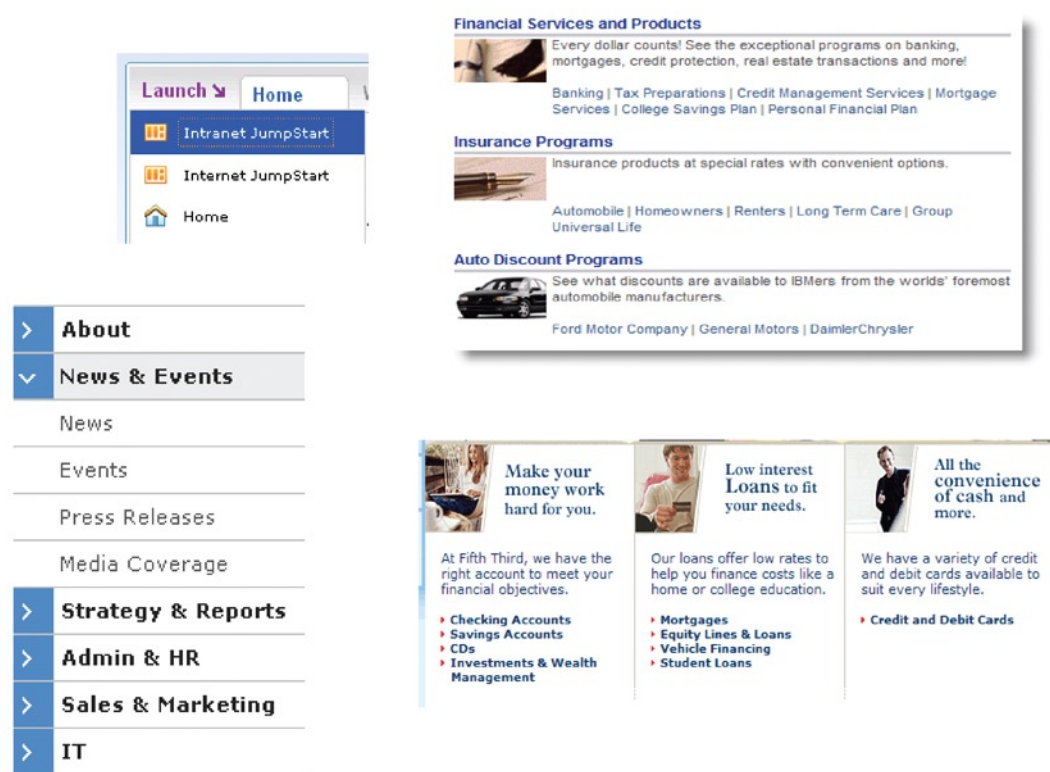 Launch Home
Intranet JumpStart
Internet JumpStart
Home
Financial Services and Products
Every dollar counts! See the exceptional programs on banking,
mortgages, credit protection, real estate transactions and more!
Banking | Tax Preparations | Credit Management Services | Mortgage
Services | College Savings Plan | Personal Financial Plan
Insurance Programs
Insurance products at special rates with convenient options.
Automobile | Homeowners | Renters | Long Term Care | Group
Universal Life
Auto Discount Programs
See what discounts are available to IBMers from the worlds' foremost
automobile manufacturers.
Ford Motor Company | General Motors | DaimlerChrysler
About
News & Events
News
Events
Press Releases
Media Coverage
Strategy & Reports
Admin & HR
Sales & Marketing
IT
Make your
money work
hard for you.
At Fifth Third, we have the
right account to meet your
financial objectives.
Checking Accounts
Savings Accounts
CDs
Investments & Wealth
Management
Low interest
Loans to fit
your needs.
Our loans offer low rates to
help you finance costs like a
home or college education.
Mortgages
Equity Lines & Loans
Vehicle Financing
Student Loans
All the
convenience
of cash and
more.
We have a variety of credit
and debit cards available to
suit every lifestyle.
Credit and Debit Cards